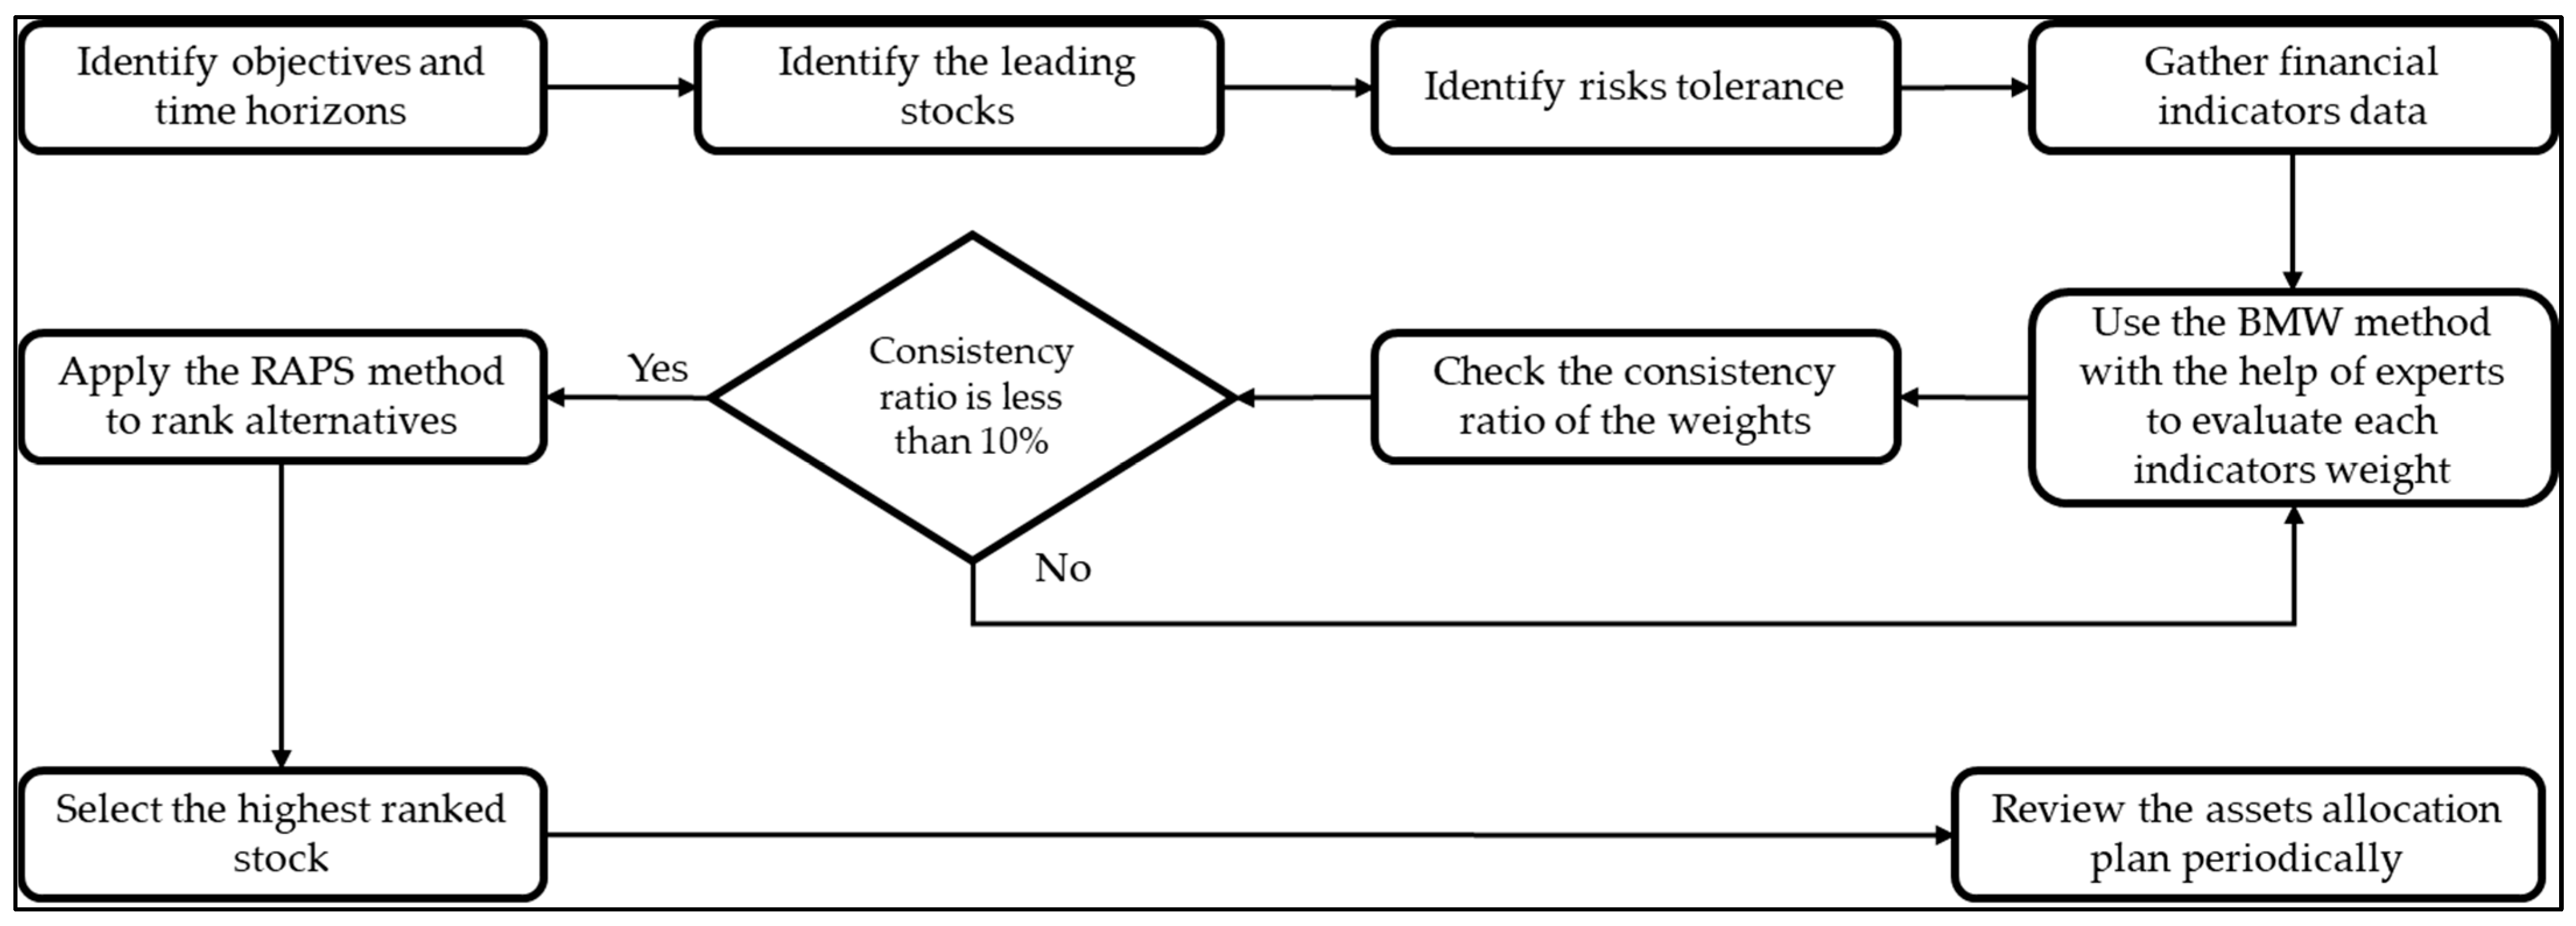 Identify objectives and
time horizons
Identify the leading
stocks
Identify risks tolerance
Gather financial
indicators data
Use the BMW method
with the help of experts
to evaluate each
indicators weight
Check the consistency
ratio of the weights
Consistency
ratio is less
than 10%
Yes
No
Apply the RAPS method
to rank alternatives
Select the highest ranked
stock
Review the assets allocation
plan periodically